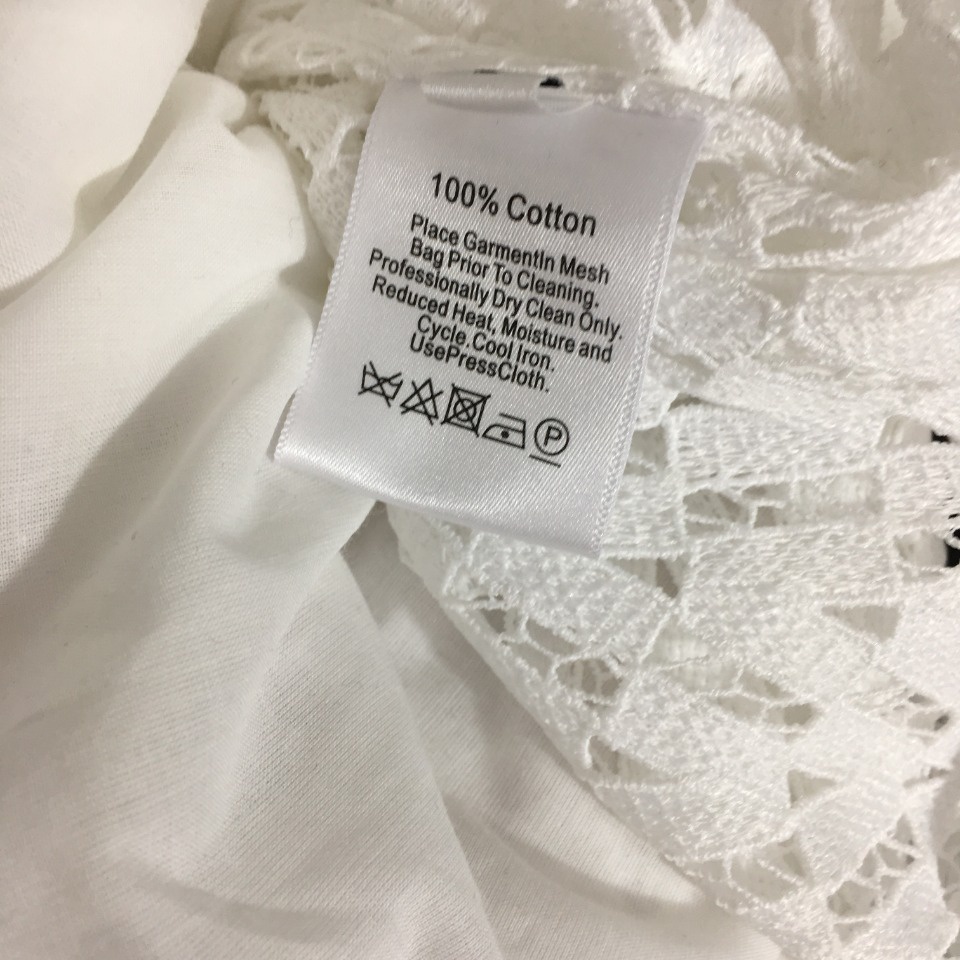 100% Cotton
Place GarmentIn Mesh
Bag Prior To Cleaning.
Professionally Dry Clean Only.
Reduced Heat, Moisture and
Cycle.Cool Iron.
UsePressCloth.
P